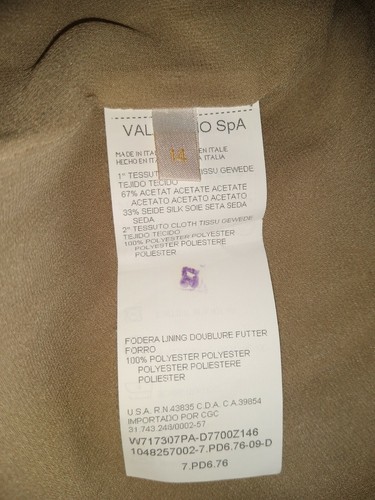 VAL NO SpA
14
MADE IN ITAL EN ITALIE
HECHO EN ITA A ITALIA
1° TESSUTO TISSU GEWEDE
TEJIDO TECIDO
67% ACETAT ACETATE ACETATE
ACETATO ACETATO ACETATO
33% SEIDE SILK SOIE SETA SEDA
SEDA
2° TESSUTO CLOTH TISSU GEWEDE
TEJIDO TECIDO
100% POLYESTER POLYESTER
POLYESTER POLIESTERE
POLIESTER
FODERA LINING DOUBLURE FUTTER
FORRO
100% POLYESTER POLYESTER
POLYESTER POLIESTERE
POLIESTER
U.S.A. R.N.43835 C.D.A. C.A.39854
IMPORTADO POR CGC
31.743.248/0002-57
W717307PA-D7700Z146
1048257002-7.PD6.76-09-D
7.PD6.76